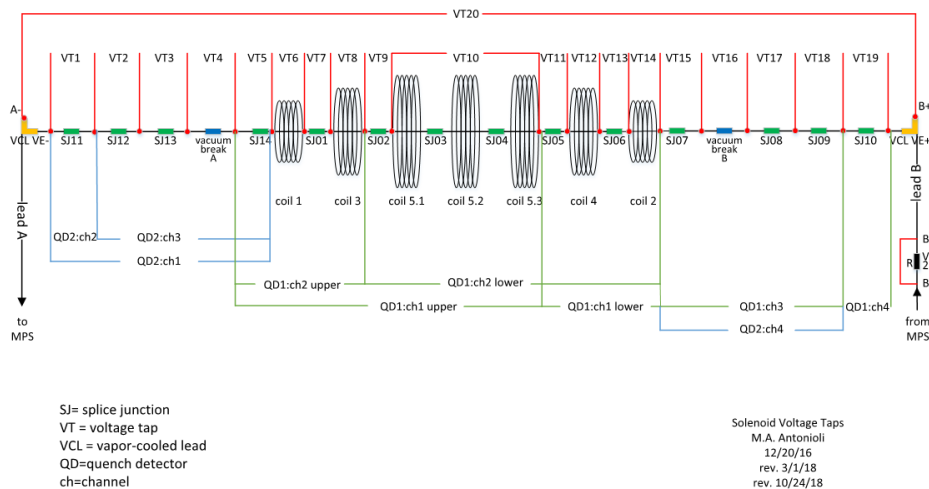 VT20
VT1 VT2 VT3 VT4 VT5 VT6 VT7 VT8 VT9 VT10 VT11 VT12 VT13 VT14 VT15 VT16 VT17 VT18 VT19
A- B+
VCL VE- SJ11 SJ12 SJ13 vacuum break A SJ14 SJ01 SJ02 SJ03 SJ04 SJ05 SJ06 SJ07 vacuum break B SJ08 SJ09 SJ10 VCL VE+
lead A lead B
coil 1 coil 3 coil 5.1 coil 5.2 coil 5.3 coil 4 coil 2
QD2:ch2 QD2:ch3 B
QD2:ch1 R V2
QD1:ch2 upper QD1:ch2 lower B
QD1:ch1 upper QD1:ch1 lower QD1:ch3 QD1:ch4
to MPS from MPS
QD2:ch4
SJ= splice junction
VT = voltage tap
VCL = vapor-cooled lead
QD=quench detector
ch=channel
Solenoid Voltage Taps
M.A. Antonioli
12/20/16
rev. 3/1/18
rev. 10/24/18